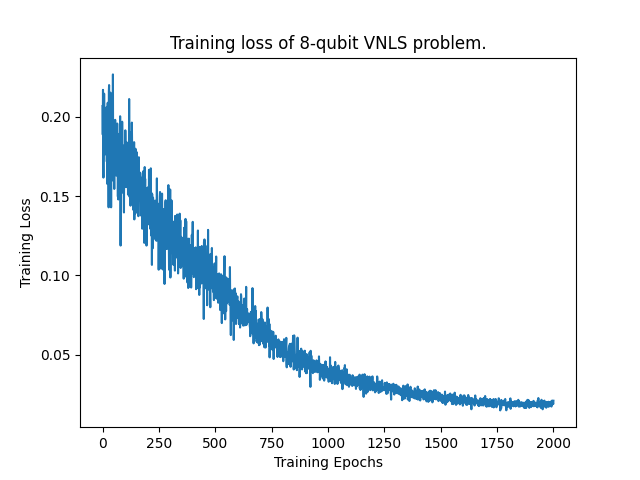 Training loss of 8-qubit VNLS problem.
Training Loss
0.20
0.15
0.10
0.05
0 250 500 750 1000 1250 1500 1750 2000
Training Epochs